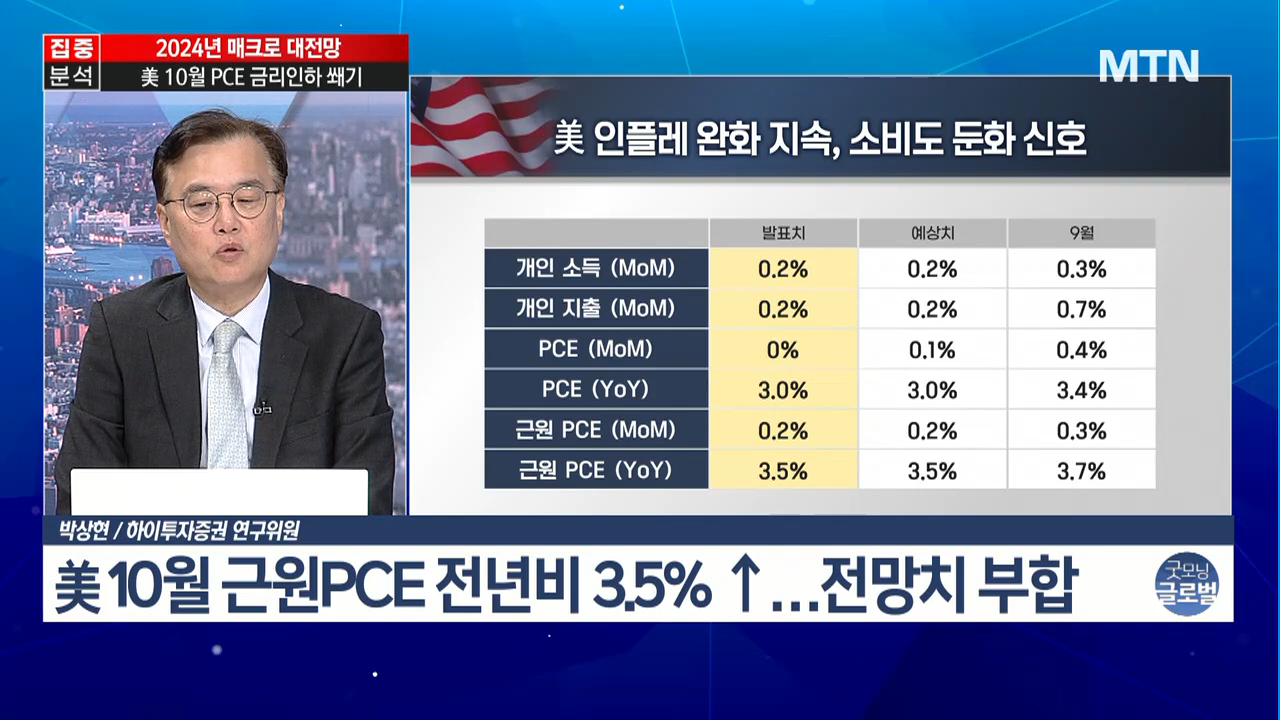 집중
분석
2024년 매크로 대전망
美 10월 PCE 금리인하 쐐기
MTN
美 인플레 완화 지속, 소비도 둔화 신호
발표치 예상치 9월
개인 소득 (MoM) 0.2% 0.2% 0.3%
개인 지출 (MoM) 0.2% 0.2% 0.7%
PCE (MoM) 0% 0.1% 0.4%
PCE (YoY) 3.0% 3.0% 3.4%
근원 PCE (MoM) 0.2% 0.2% 0.3%
근원 PCE (YoY) 3.5% 3.5% 3.7%
박상현 / 하이투자증권 연구위원
美 10월 근원PCE 전년비 3.5% ↑...전망치 부합
굿모닝
글로벌